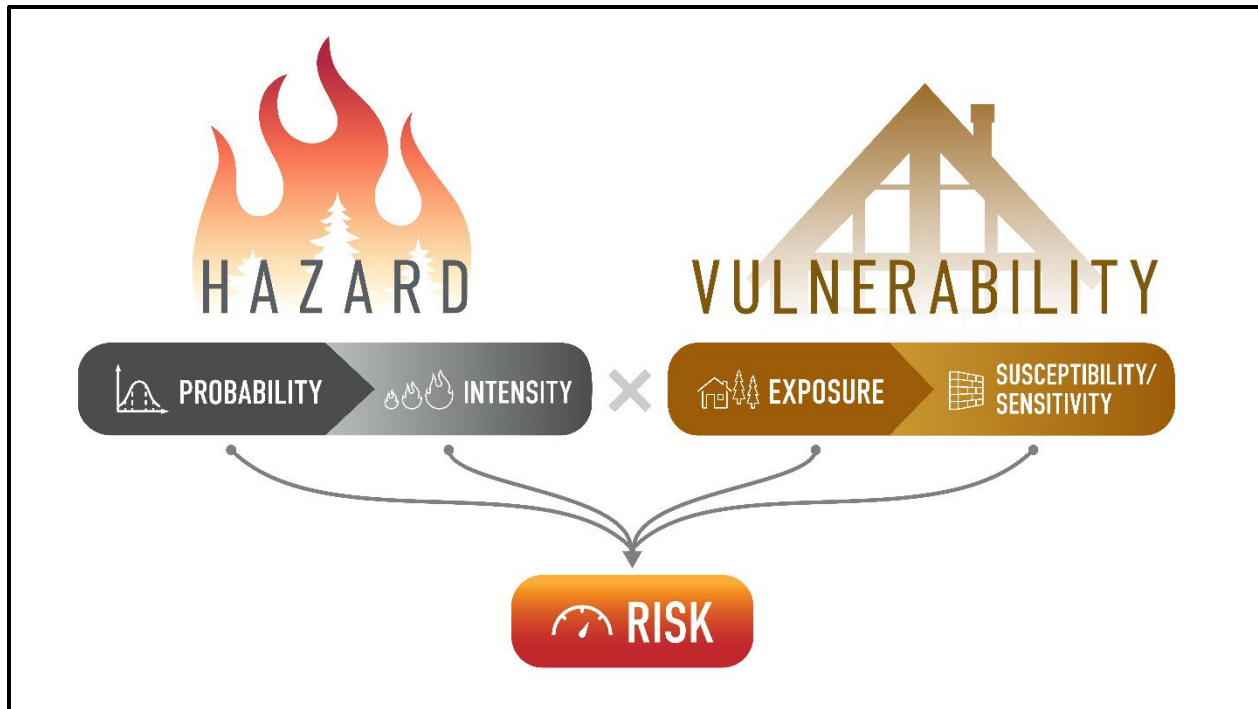 HAZARD
VULNERABILITY
PROBABILITY
INTENSITY
EXPOSURE
SUSCEPTIBILITY/
SENSITIVITY
RISK